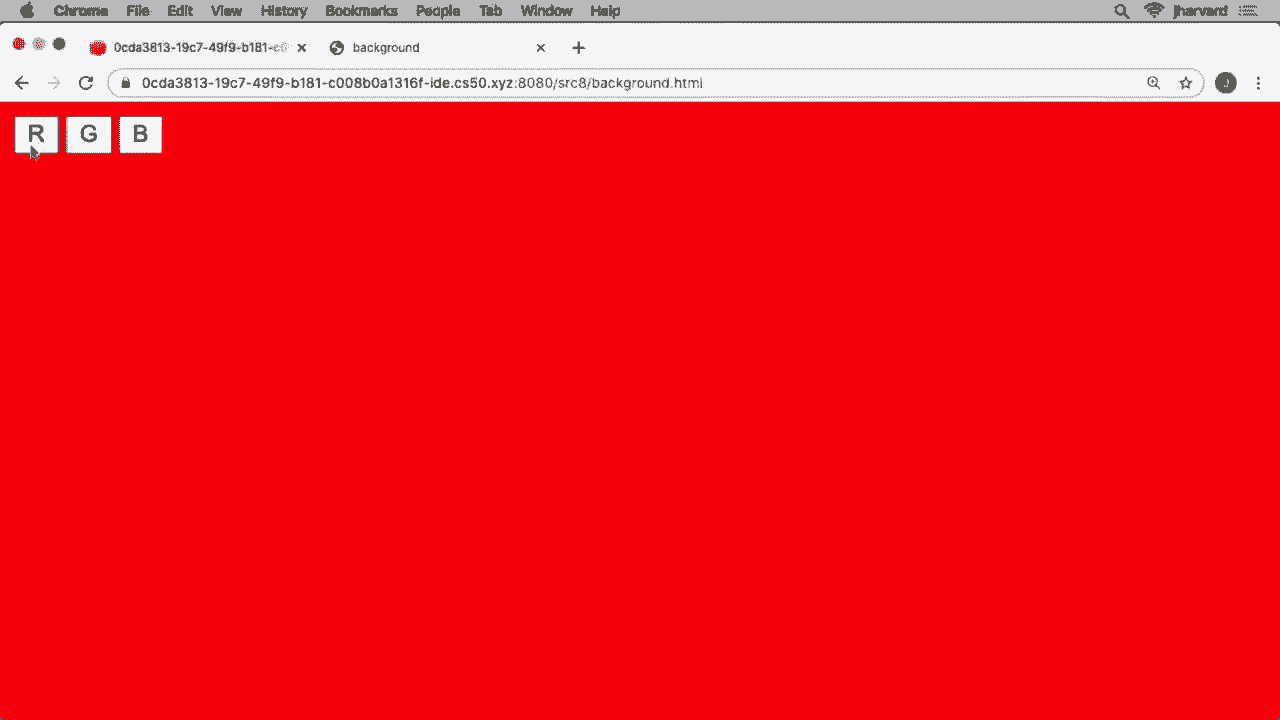 Chrome File Edit View History Bookmarks People Tab Window Help jharvard
0cda3813-19c7-49f9-b181-c0 background
0cda3813-19c7-49f9-b181-c008b0a1316f-ide.cs50.xyz:8080/src8/background.html J
R G B